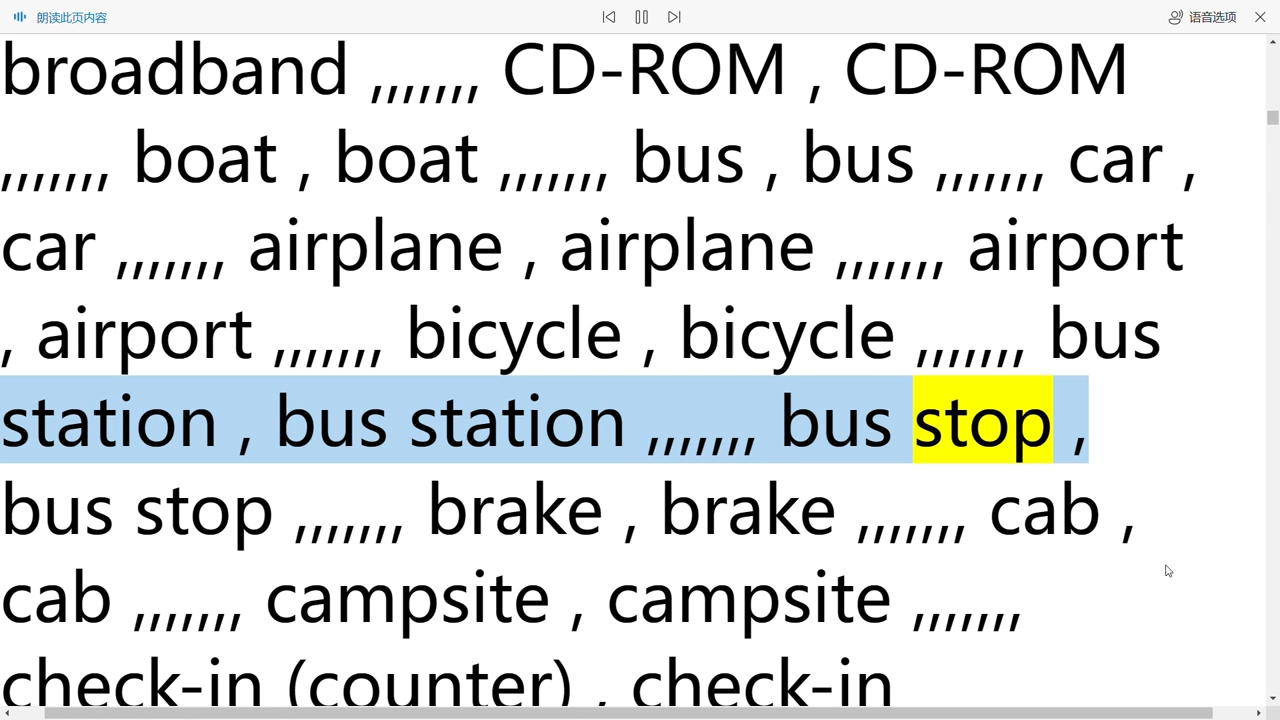 朗读此页内容
语音选项
broadband ,,,,,,, CD-ROM , CD-ROM
,,,,,,, boat , boat ,,,,,,, bus , bus ,,,,,,, car ,
car ,,,,,,, airplane , airplane ,,,,,,, airport
, airport ,,,,,,, bicycle , bicycle ,,,,,,, bus
station , bus station ,,,,,,, bus stop ,
bus stop ,,,,,,, brake , brake ,,,,,,, cab ,
cab ,,,,,,, campsite , campsite ,,,,,,,
check-in (counter) , check-in